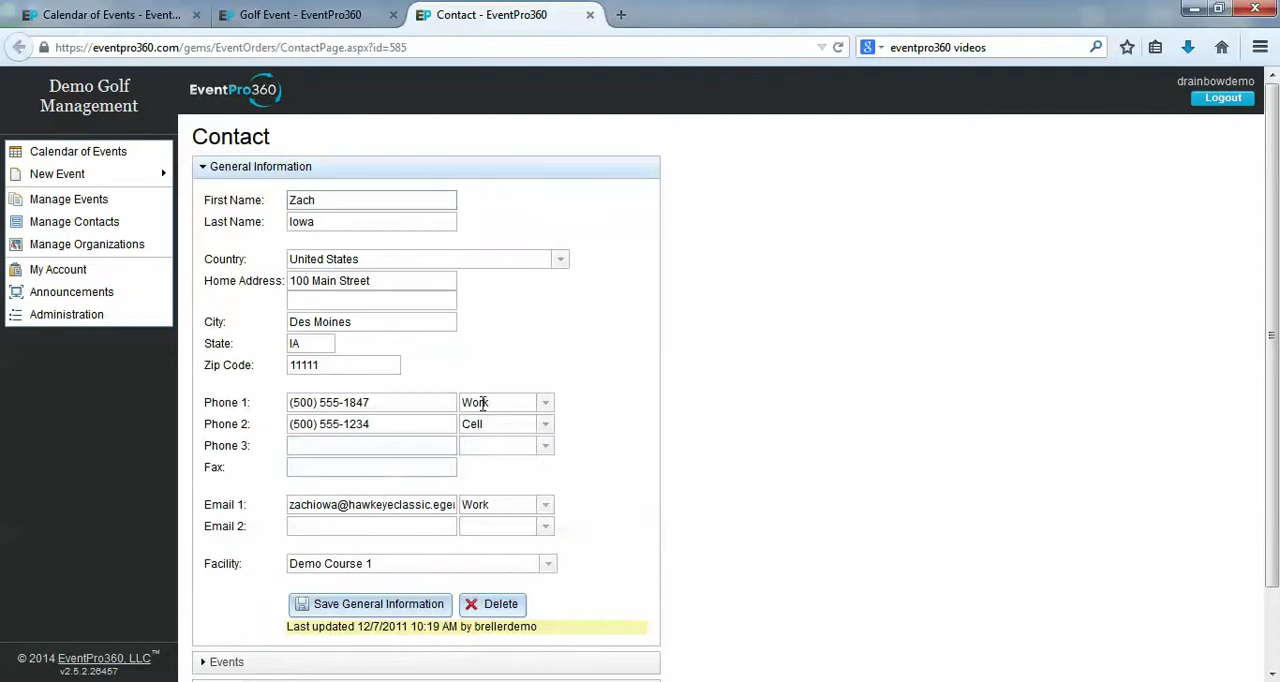 Calendar of Events - EventPro...
Golf Event - EventPro360
Contact - EventPro360
https://eventpro360.com/gems/EventOrders/ContactPage.aspx?id=585
eventpro360 videos
Demo Golf
Management
EventPro360
drainbowdemo
Logout
Calendar of Events
New Event
Manage Events
Manage Contacts
Manage Organizations
My Account
Announcements
Administration
Contact
General Information
First Name: Zach
Last Name: Iowa
Country: United States
Home Address: 100 Main Street
City: Des Moines
State: IA
Zip Code: 11111
Phone 1: (500) 555-1847 Work
Phone 2: (500) 555-1234 Cell
Phone 3:
Fax:
Email 1: zachiowa@hawkeyeclassic.ege Work
Email 2:
Facility: Demo Course 1
Save General Information Delete
Last updated 12/7/2011 10:19 AM by brellerdemo
Events
© 2014 EventPro360, LLC™
v2.5.2.28457